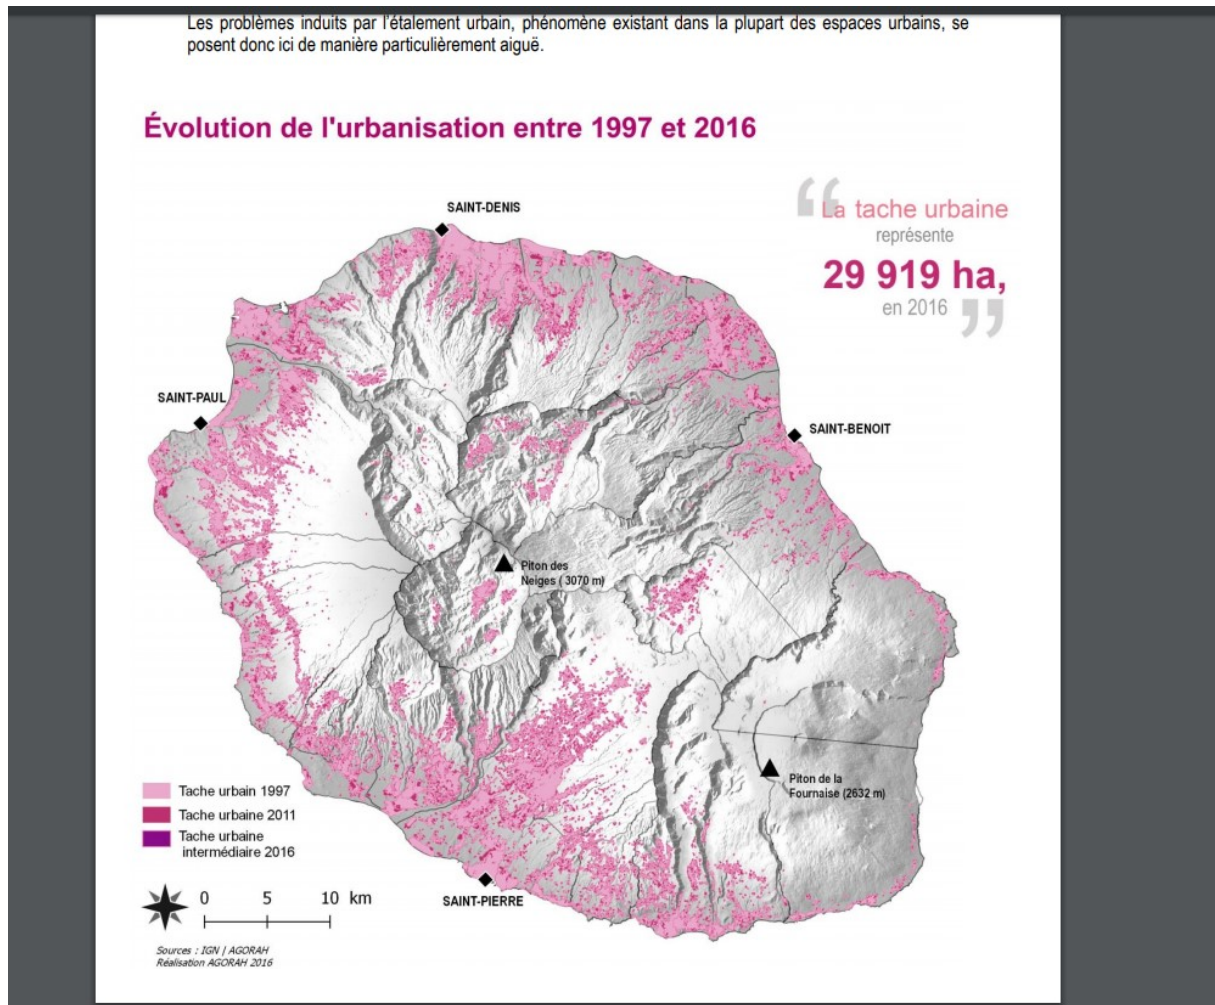 Les problèmes induits par l'étalement urbain, phénomène existant dans la plupart des espaces urbains, se
posent donc ici de manière particulièrement aiguë.
Évolution de l'urbanisation entre 1997 et 2016
“
La tache urbaine
représente
29 919 ha,
en 2016
”
SAINT-DENIS
SAINT-PAUL
SAINT-BENOIT
Piton des
Neiges ( 3070 m)
Piton de la
Fournaise (2632 m)
SAINT-PIERRE
Tache urbain 1997
Tache urbaine 2011
Tache urbaine
intermédiaire 2016
0 5 10 km
Sources : IGN | AGORAH
Réalisation AGORAH 2016